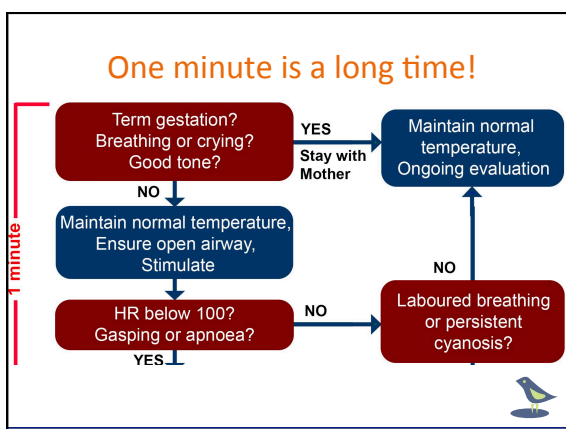 One minute is a long time!
Term gestation?
Breathing or crying?
Good tone?
YES
Stay with
Mother
Maintain normal
temperature,
Ongoing evaluation
NO
Maintain normal temperature,
Ensure open airway,
Stimulate
1 minute
NO
HR below 100?
Gasping or apnoea?
NO
Laboured breathing
or persistent
cyanosis?
YES